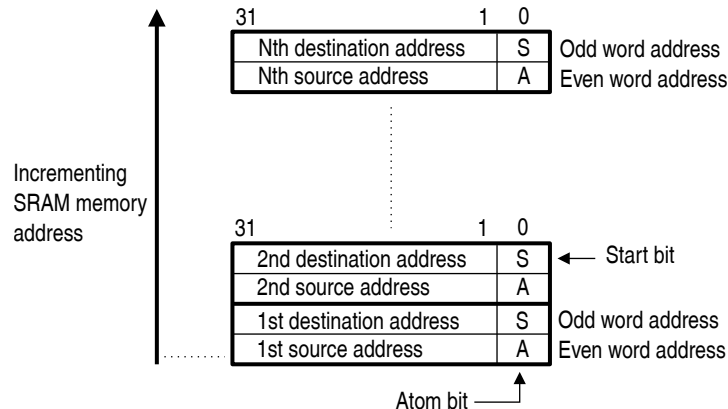 31 1 0
Nth destination address S Odd word address
Nth source address A Even word address
Incrementing
SRAM memory
address
31 1 0
2nd destination address S Start bit
2nd source address A
1st destination address S Odd word address
1st source address A Even word address
Atom bit